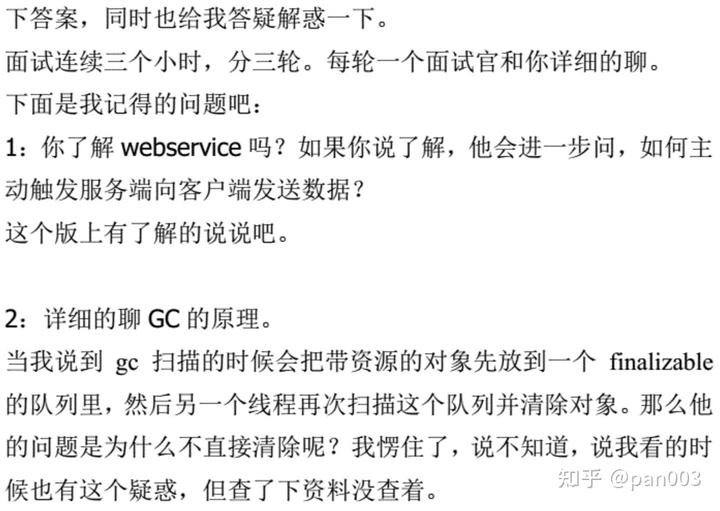 下答案，同时也给我答疑解惑一下。
面试连续三个小时，分三轮。每轮一个面试官和你详细的聊。
下面是我记得的问题吧：
1：你了解 webservice 吗？如果你说了解，他会进一步问，如何主
动触发服务端向客户端发送数据？
这个版上有了解的说说吧。
2：详细的聊 GC 的原理。
当我说到 gc 扫描的时候会把带资源的对象先放到一个 finalizable
的队列里，然后另一个线程再次扫描这个队列并清除对象。那么他
的问题是为什么不直接清除呢？我愣住了，说不知道，说我看的时
候也有这个疑惑，但查了下资料没查着。
知乎 @pan003